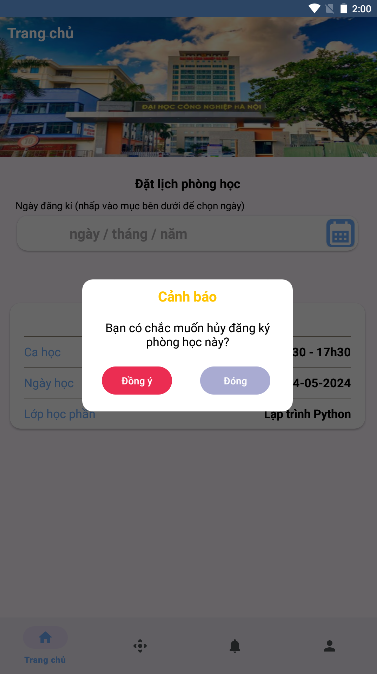 2:00
Trang chủ
ĐẠI HỌC CÔNG NGHIỆP HÀ NỘI
Đặt lịch phòng học
Ngày đăng kí (nhấp vào mục bên dưới để chọn ngày)
ngày / tháng / năm
Cảnh báo
Bạn có chắc muốn hủy đăng ký
phòng học này?
Ca học
30 - 17h30
Đồng ý
Đóng
Ngày học
4-05-2024
Lớp học phần
Lập trình Python
Trang chủ